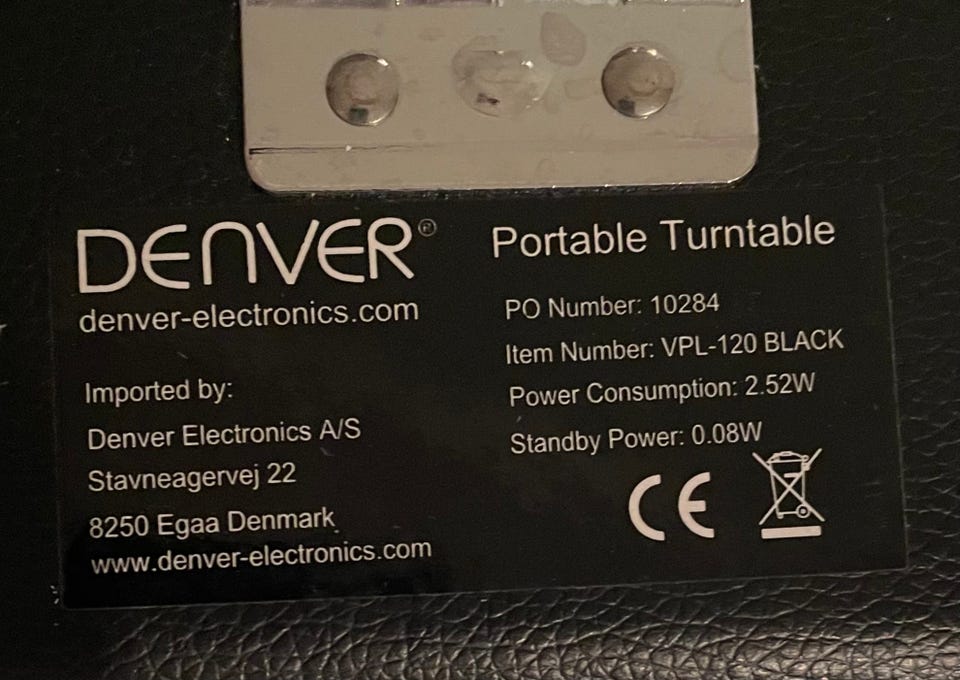 DENVER®
denver-electronics.com
Imported by:
Denver Electronics A/S
Stavneagervej 22
8250 Egaa Denmark
www.denver-electronics.com
Portable Turntable
PO Number: 10284
Item Number: VPL-120 BLACK
Power Consumption: 2.52W
Standby Power: 0.08W
CE